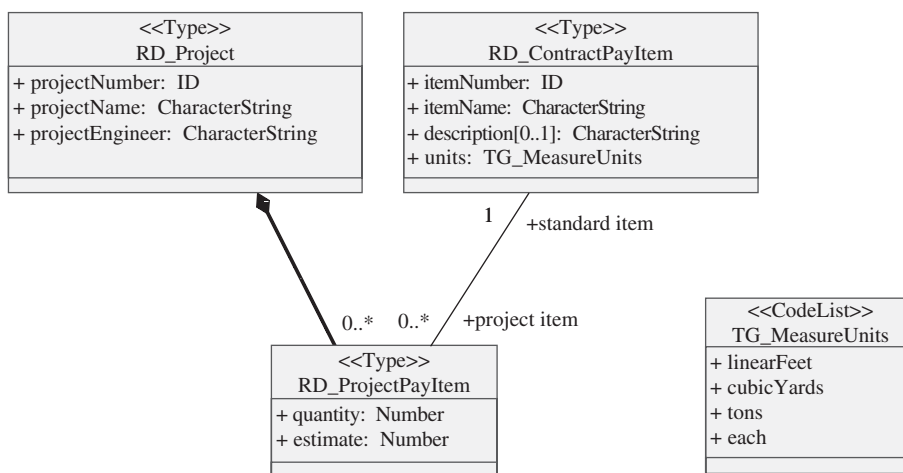 <<Type>>
RD_Project
+ projectNumber: ID
+ projectName: CharacterString
+ projectEngineer: CharacterString
<<Type>>
RD_ContractPayItem
+ itemNumber: ID
+ itemName: CharacterString
+ description[0..1]: CharacterString
+ units: TG_MeasureUnits
1
+standard item
0..*
0..*
+project item
<<Type>>
RD_ProjectPayItem
+ quantity: Number
+ estimate: Number
<<CodeList>>
TG_MeasureUnits
+ linearFeet
+ cubicYards
+ tons
+ each